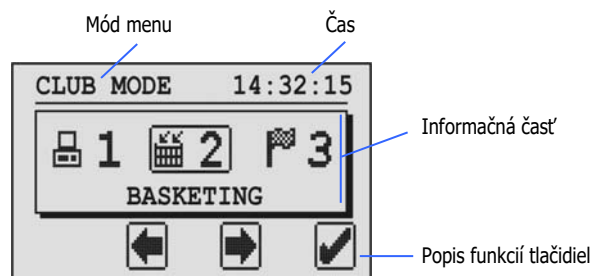 Mód menu
Čas
CLUB MODE 14:32:15
1 2 3
BASKETING
Informačná časť
Popis funkcií tlačidiel